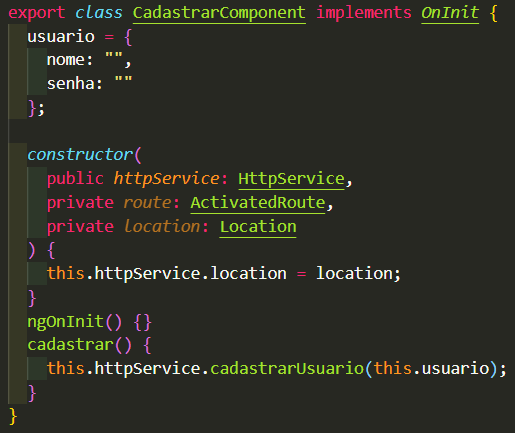 export class CadastrarComponent implements OnInit {
  usuario = {
    nome: "",
    senha: ""
  };
  constructor(
    public httpService: HttpService,
    private route: ActivatedRoute,
    private location: Location
  ) {
    this.httpService.location = location;
  }
  ngOnInit() {}
  cadastrar() {
    this.httpService.cadastrarUsuario(this.usuario);
  }
}